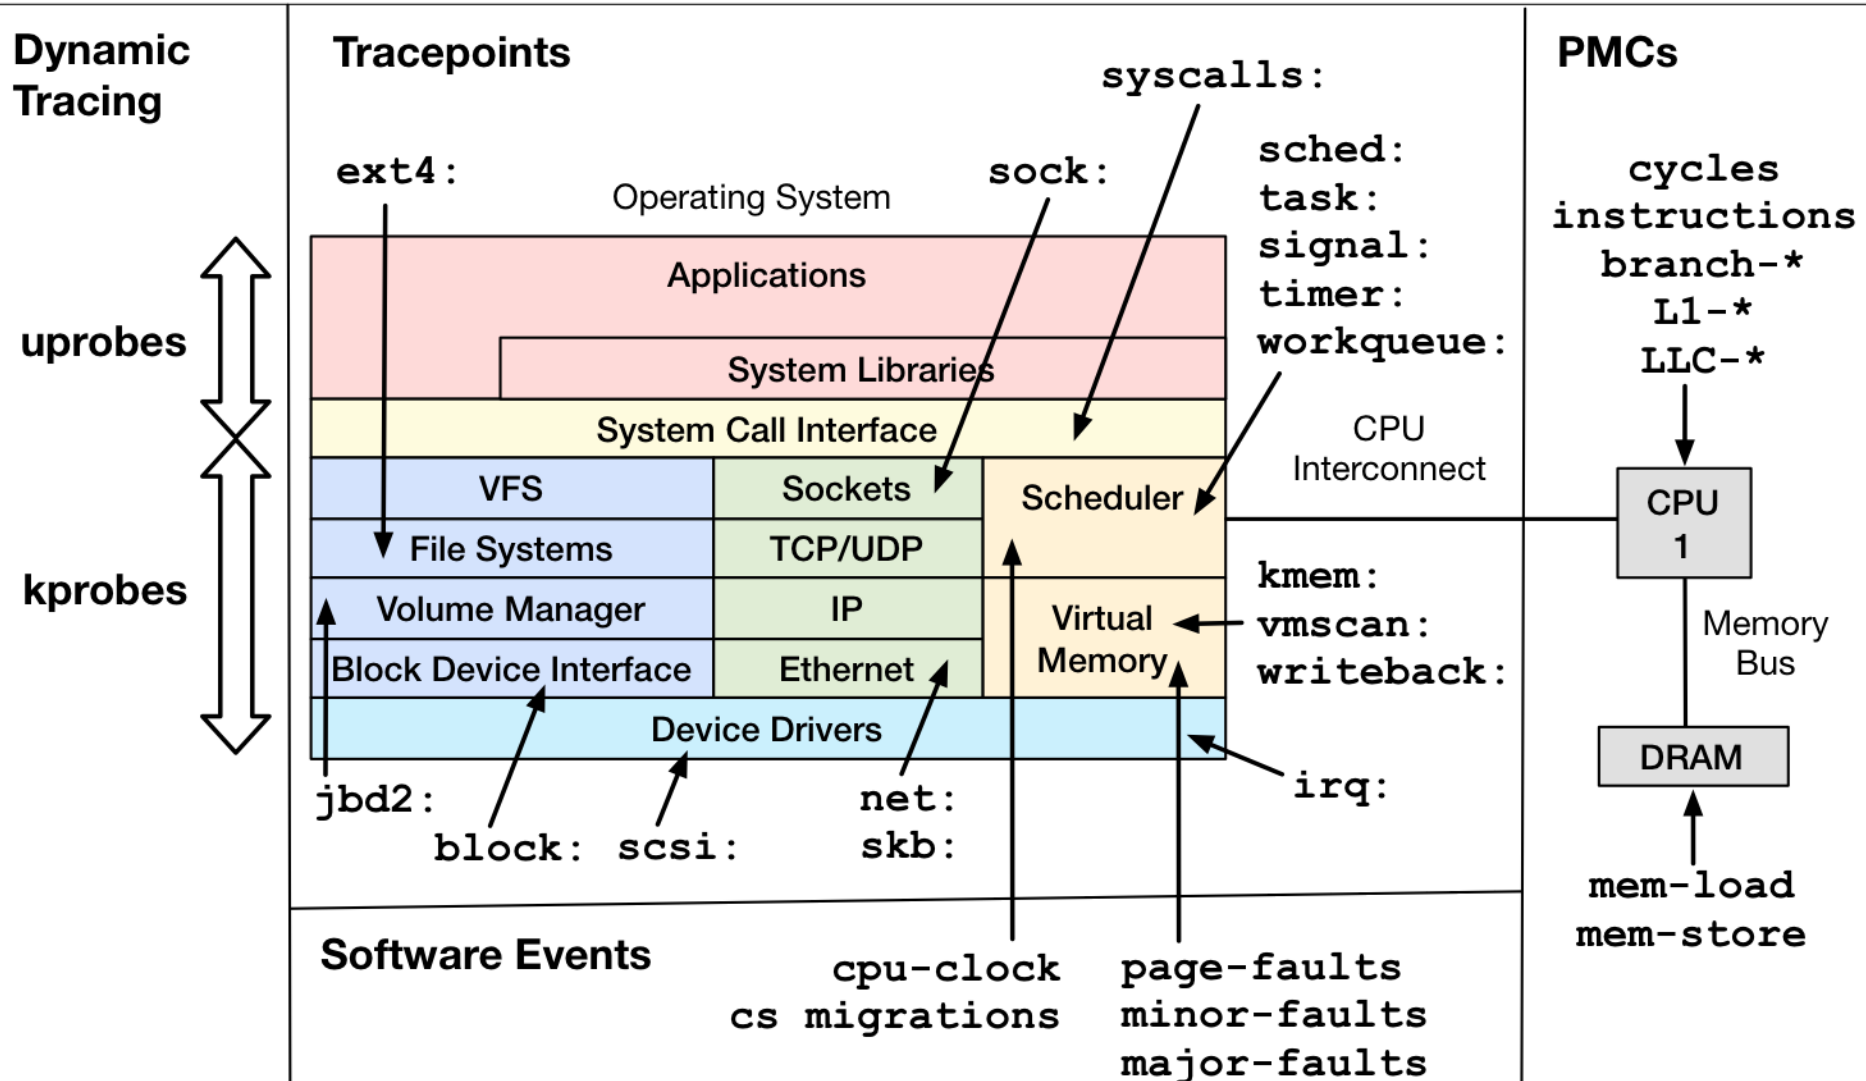 Dynamic
Tracing
uprobes
kprobes
Tracepoints
syscalls:
ext4:
Operating System
sock:
sched:
task:
signal:
timer:
workqueue:
Applications
System Libraries
System Call Interface
VFS
Sockets
Scheduler
File Systems
TCP/UDP
Volume Manager
IP
Virtual
Memory
Block Device Interface
Ethernet
Device Drivers
CPU
Interconnect
kmem:
vmscan:
writeback:
irq:
jbd2:
block:
scsi:
net:
skb:
Software Events
cpu-clock
cs migrations
page-faults
minor-faults
major-faults
PMCs
cycles
instructions
branch-*
L1-*
LLC-*
CPU
1
Memory
Bus
DRAM
mem-load
mem-store